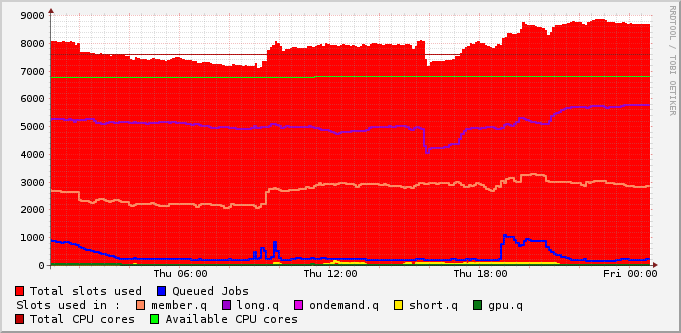 RRDTOOL / TOBI OETIKER
9000
8000
7000
6000
5000
4000
3000
2000
1000
0
Thu 06:00 Thu 12:00 Thu 18:00 Fri 00:00
Total slots used Queued Jobs
Slots used in : member.q long.q ondemand.q short.q gpu.q
Total CPU cores Available CPU cores